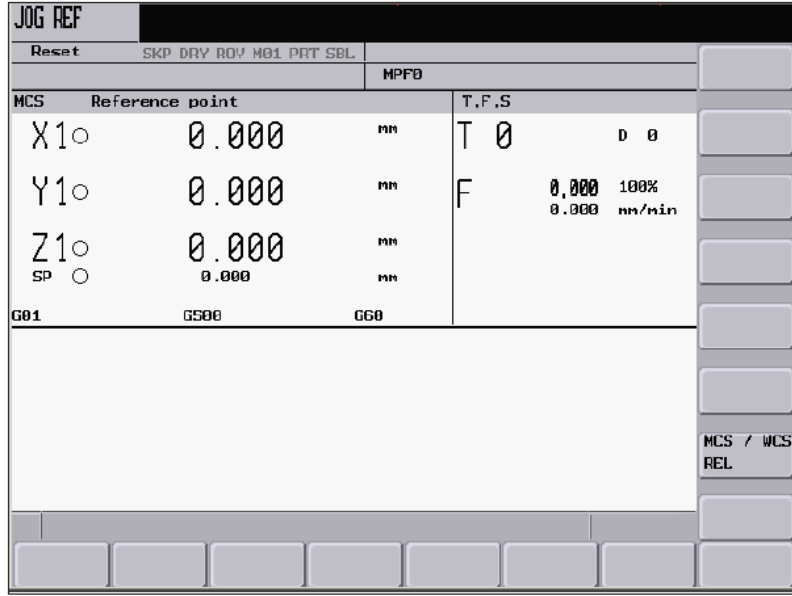 JOG REF
Reset SKP DRY ROV M01 PRT SBL
MPF0
MCS Reference point T,F,S
X1 0.000 mm T 0 D 0
Y1 0.000 mm F 0,000 100%
0.000 mm/min
Z1 0.000 mm
SP 0.000 mm
G01 G500 G60
MCS / WCS
REL